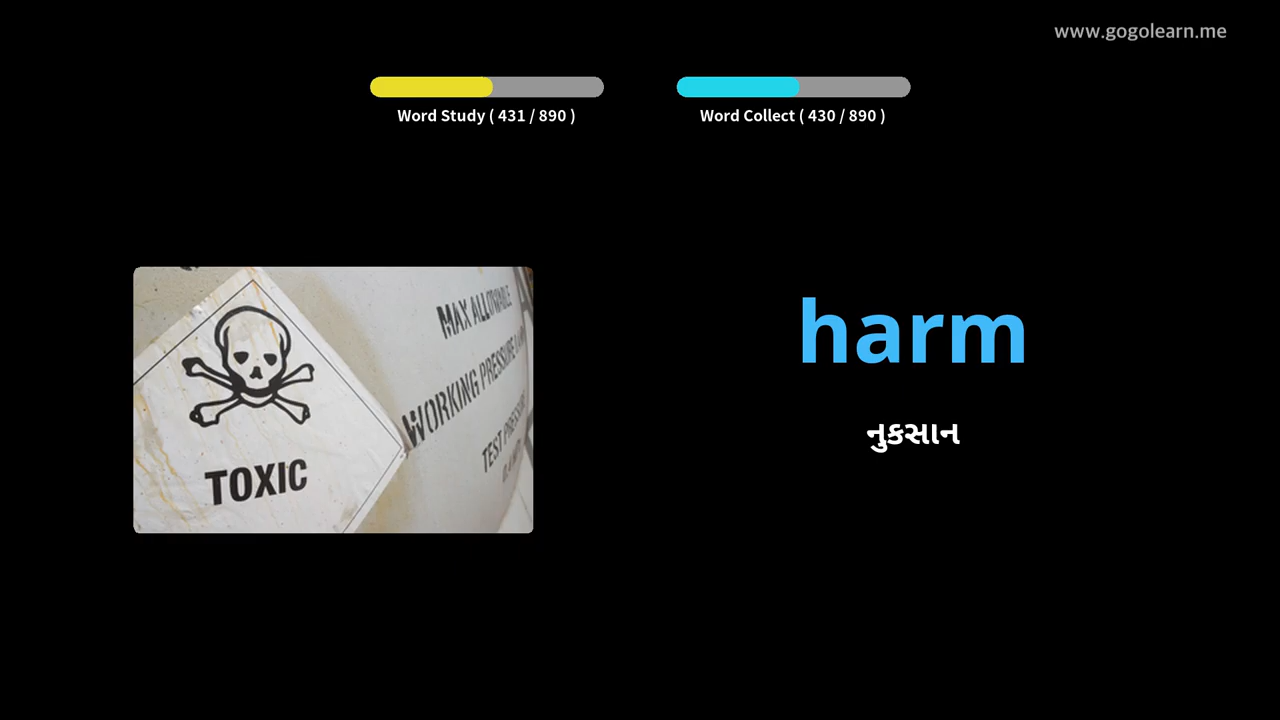 www.gogolearn.me
Word Study ( 431 / 890 )
Word Collect ( 430 / 890 )
MAX ALLOWABLE
WORKING PRESSURE
TEST
TOXIC
harm
નુકસાન